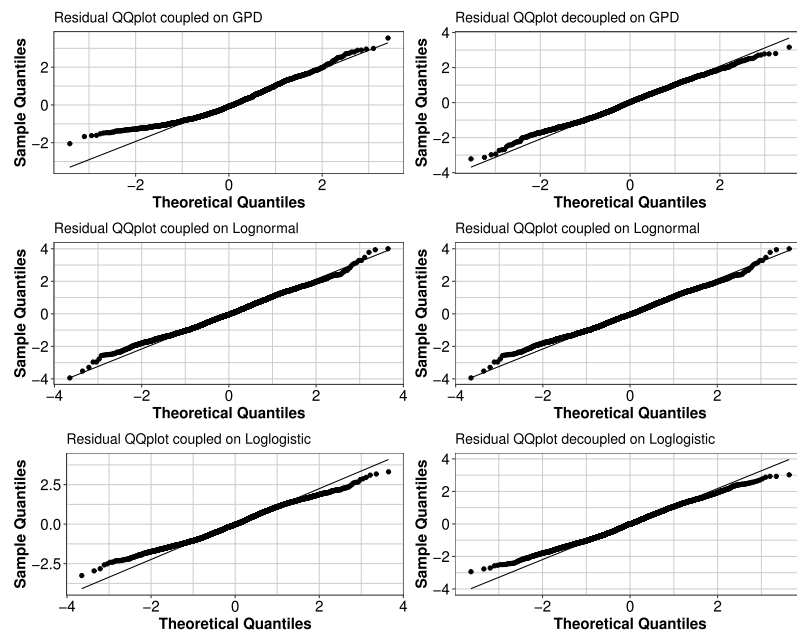 Residual QQplot coupled on GPD
Sample Quantiles
2
0
−2
−2
0
2
Theoretical Quantiles
Residual QQplot decoupled on GPD
Sample Quantiles
4
2
0
−2
−4
−2
0
2
Theoretical Quantiles
Residual QQplot coupled on Lognormal
Sample Quantiles
4
2
0
−2
−4
−4
−2
0
2
4
Theoretical Quantiles
Residual QQplot coupled on Lognormal
Sample Quantiles
4
2
0
−2
−4
−4
−2
0
2
Theoretical Quantiles
Residual QQplot coupled on Loglogistic
Sample Quantiles
2.5
0.0
−2.5
−4
−2
0
2
4
Theoretical Quantiles
Residual QQplot decoupled on Loglogistic
Sample Quantiles
4
2
0
−2
−4
−2
0
2
Theoretical Quantiles